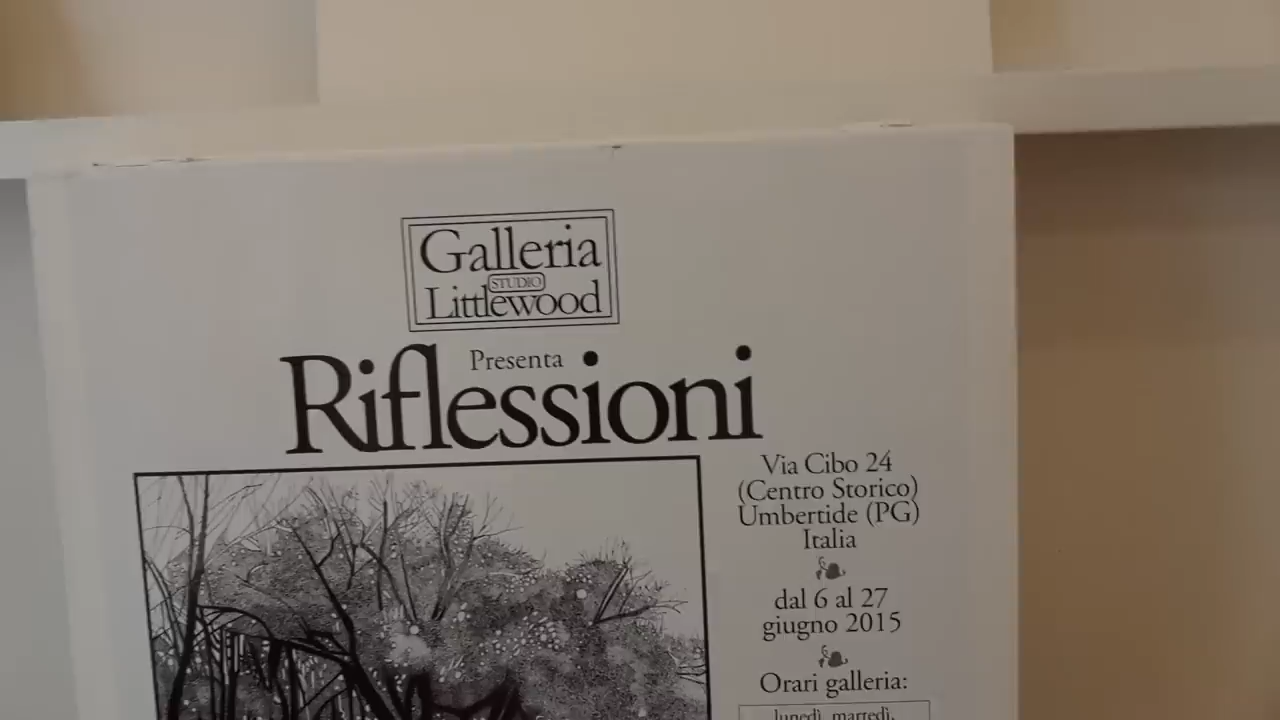 Galleria
STUDIO
Littlewood
Presenta
Riflessioni
Via Cibo 24
(Centro Storico)
Umbertide (PG)
Italia
dal 6 al 27
giugno 2015
Orari galleria:
lunedì, martedì,